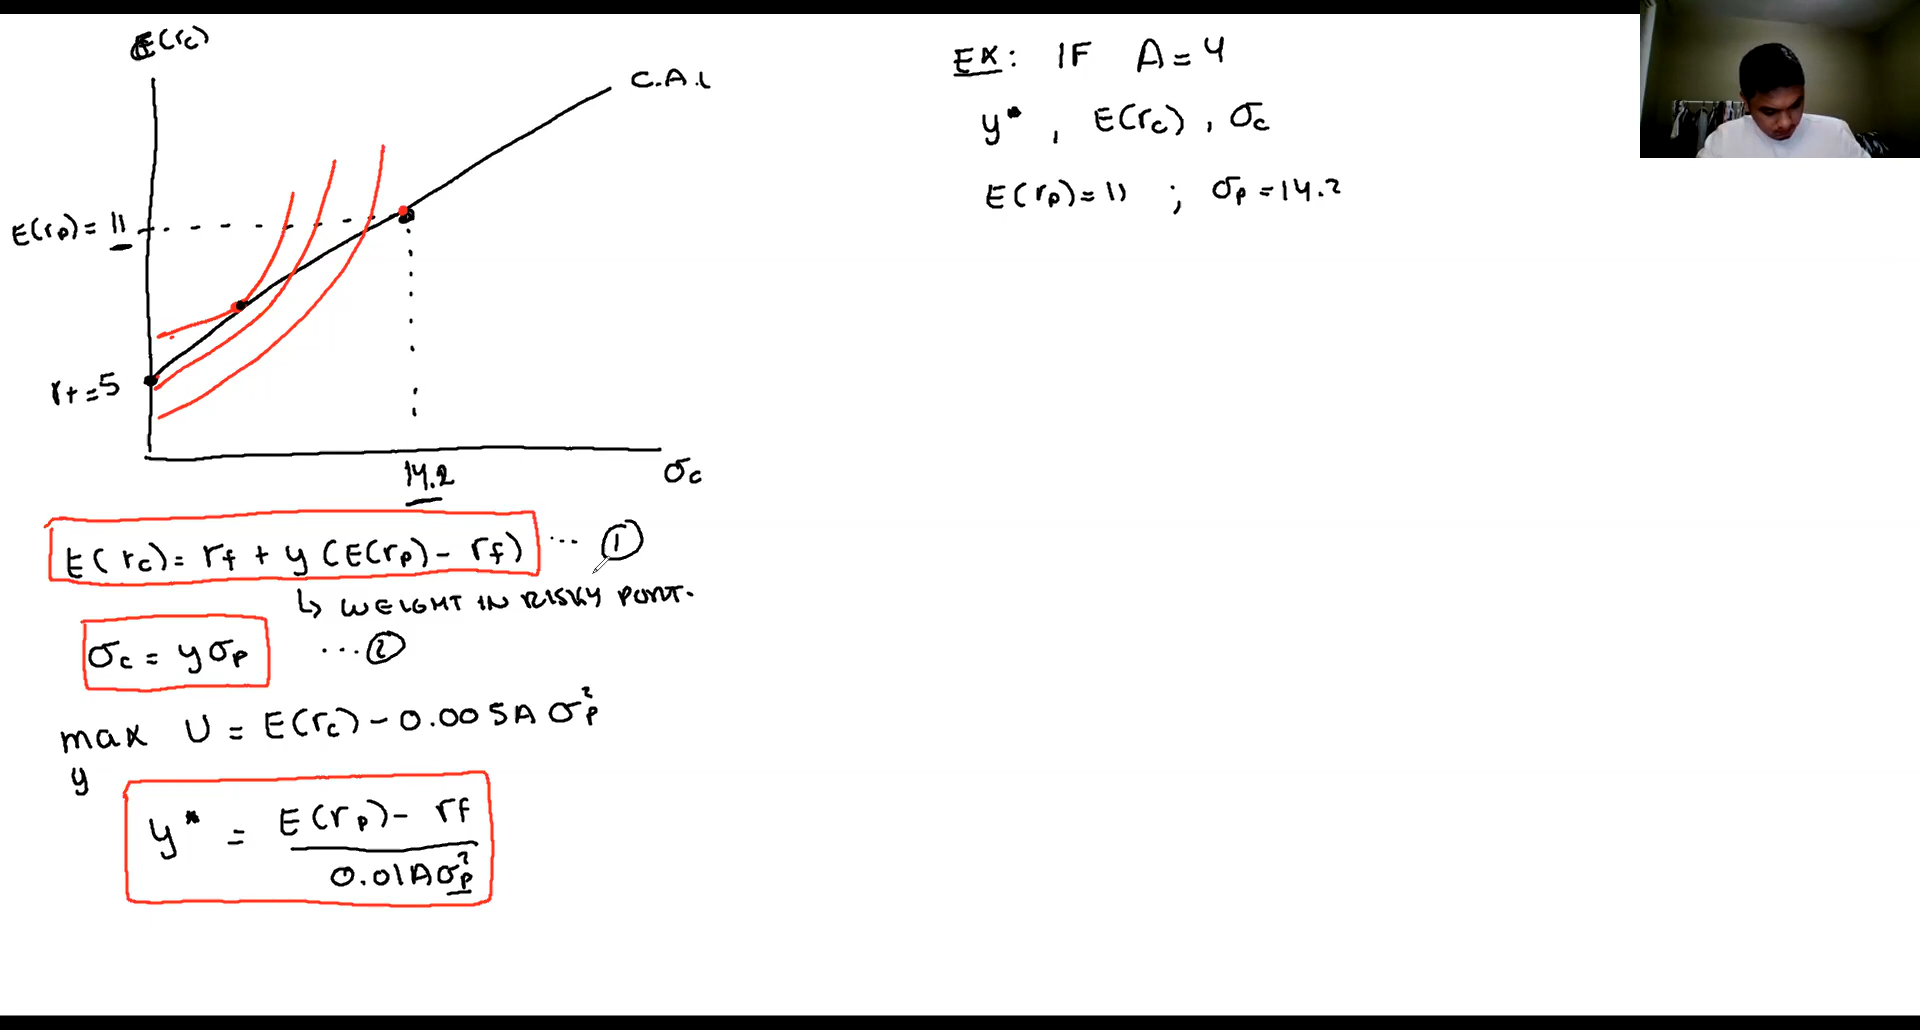 E(rc)
C.A.L
E(rp) = 11
rf = 5
14.2
σc
E(rc) = rf + y (E(rp) - rf) ... ①
↳ WEIGHT IN RISKY PORT.
σc = yσp ... ②
max U = E(rc) - 0.005Aσp²
y
y* = E(rp) - rf
0.01Aσp²
EX: IF A = 4
y*, E(rc), σc
E(rp) = 11 ; σp = 14.2